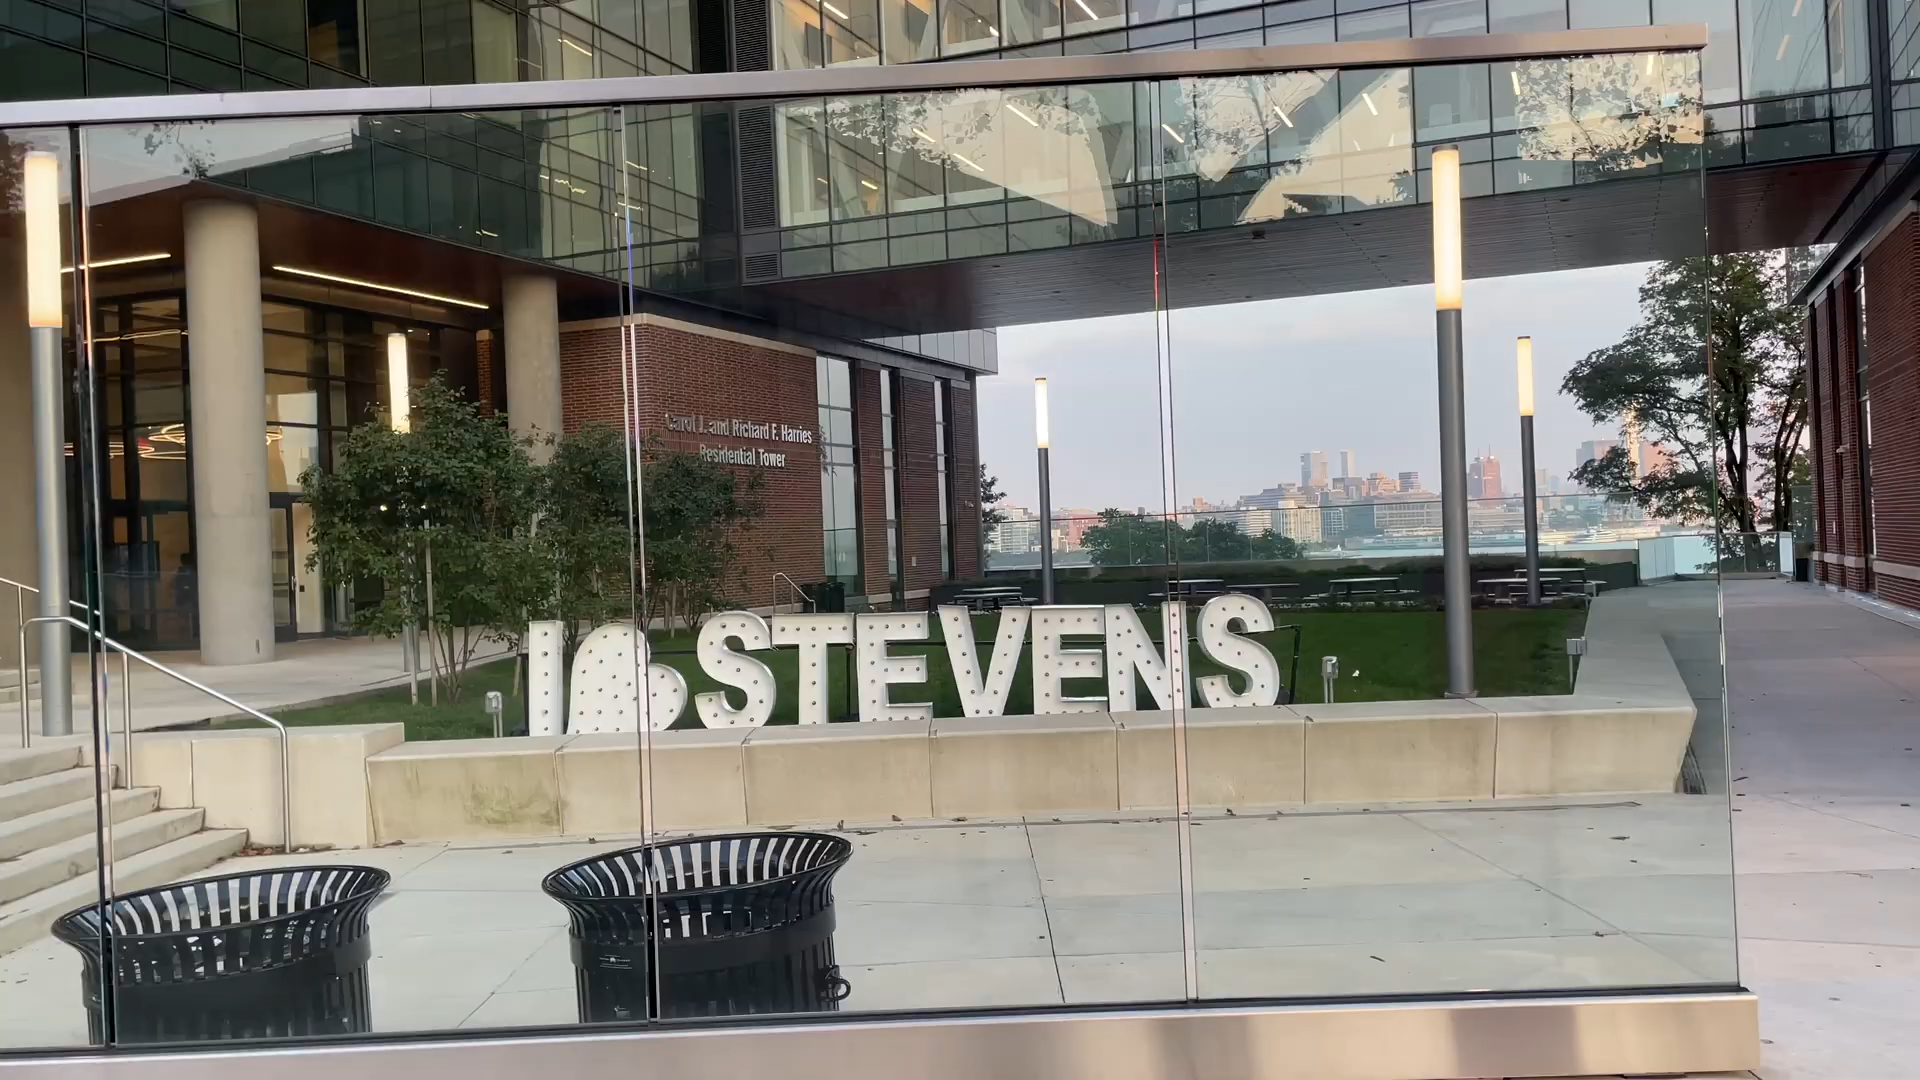 Carol J. and Richard F. Harries
Residential Tower
I STEVENS